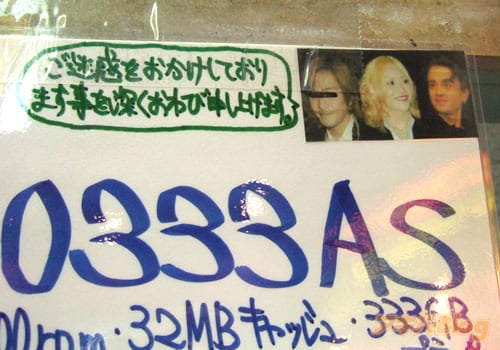 ご迷惑をおかけしており
ます事を深くおわび申し上げます。
0333AS
00rpm・32MBキャッシュ・333GB